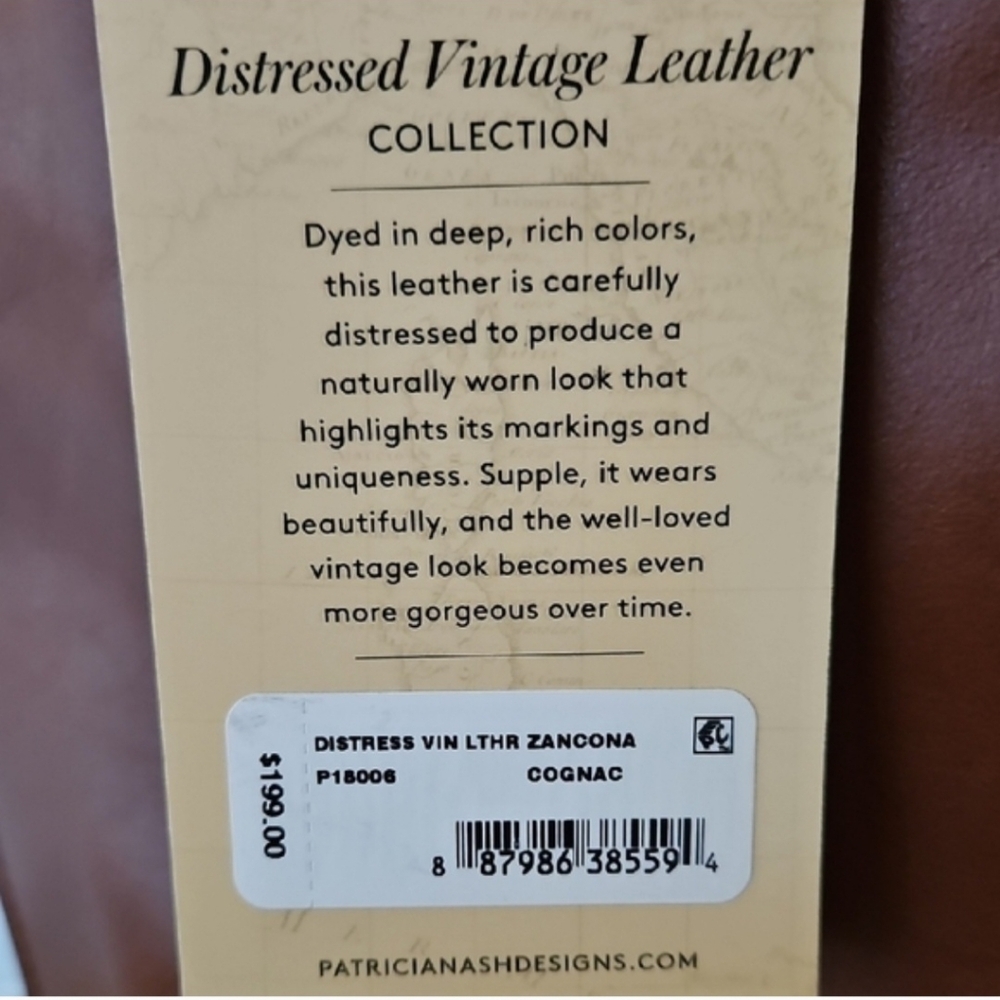 Distressed Vintage Leather
COLLECTION
Dyed in deep, rich colors,
this leather is carefully
distressed to produce a
naturally worn look that
highlights its markings and
uniqueness. Supple, it wears
beautifully, and the well-loved
vintage look becomes even
more gorgeous over time.
$199.00
DISTRESS VIN LTHR ZANCONA
P18006 COGNAC
8 87986 38559 4
PATRICIANASHDESIGNS.COM